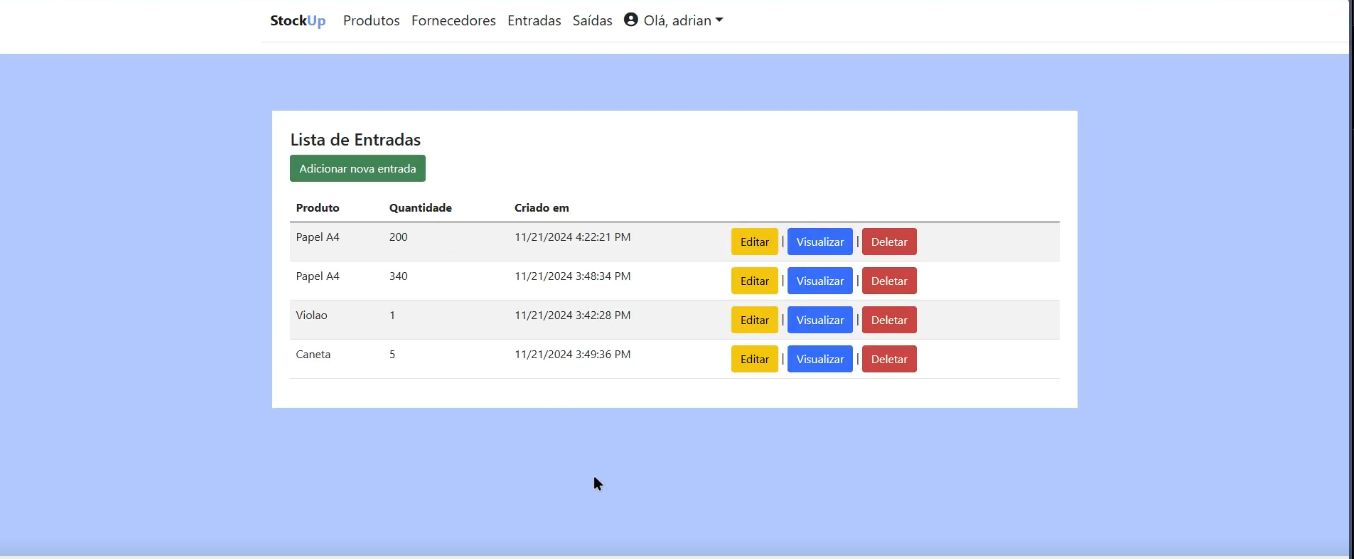 StockUp Produtos Fornecedores Entradas Saídas Olá, adrian
Lista de Entradas
Adicionar nova entrada
Produto Quantidade Criado em
Papel A4 200 11/21/2024 4:22:21 PM Editar | Visualizar | Deletar
Papel A4 340 11/21/2024 3:48:34 PM Editar | Visualizar | Deletar
Violao 1 11/21/2024 3:42:28 PM Editar | Visualizar | Deletar
Caneta 5 11/21/2024 3:49:36 PM Editar | Visualizar | Deletar